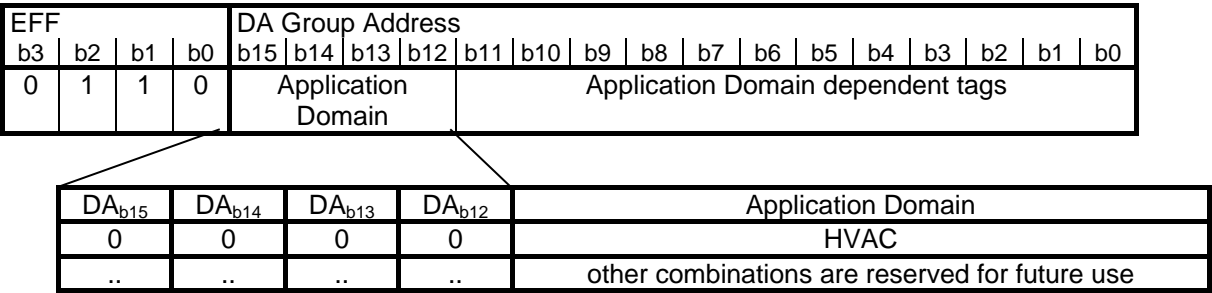 EFF DA Group Address
b3 b2 b1 b0 b15 b14 b13 b12 b11 b10 b9 b8 b7 b6 b5 b4 b3 b2 b1 b0
0 1 1 0 Application Domain Application Domain dependent tags
DAb15 DAb14 DAb13 DAb12 Application Domain
0 0 0 0 HVAC
.. .. .. .. other combinations are reserved for future use